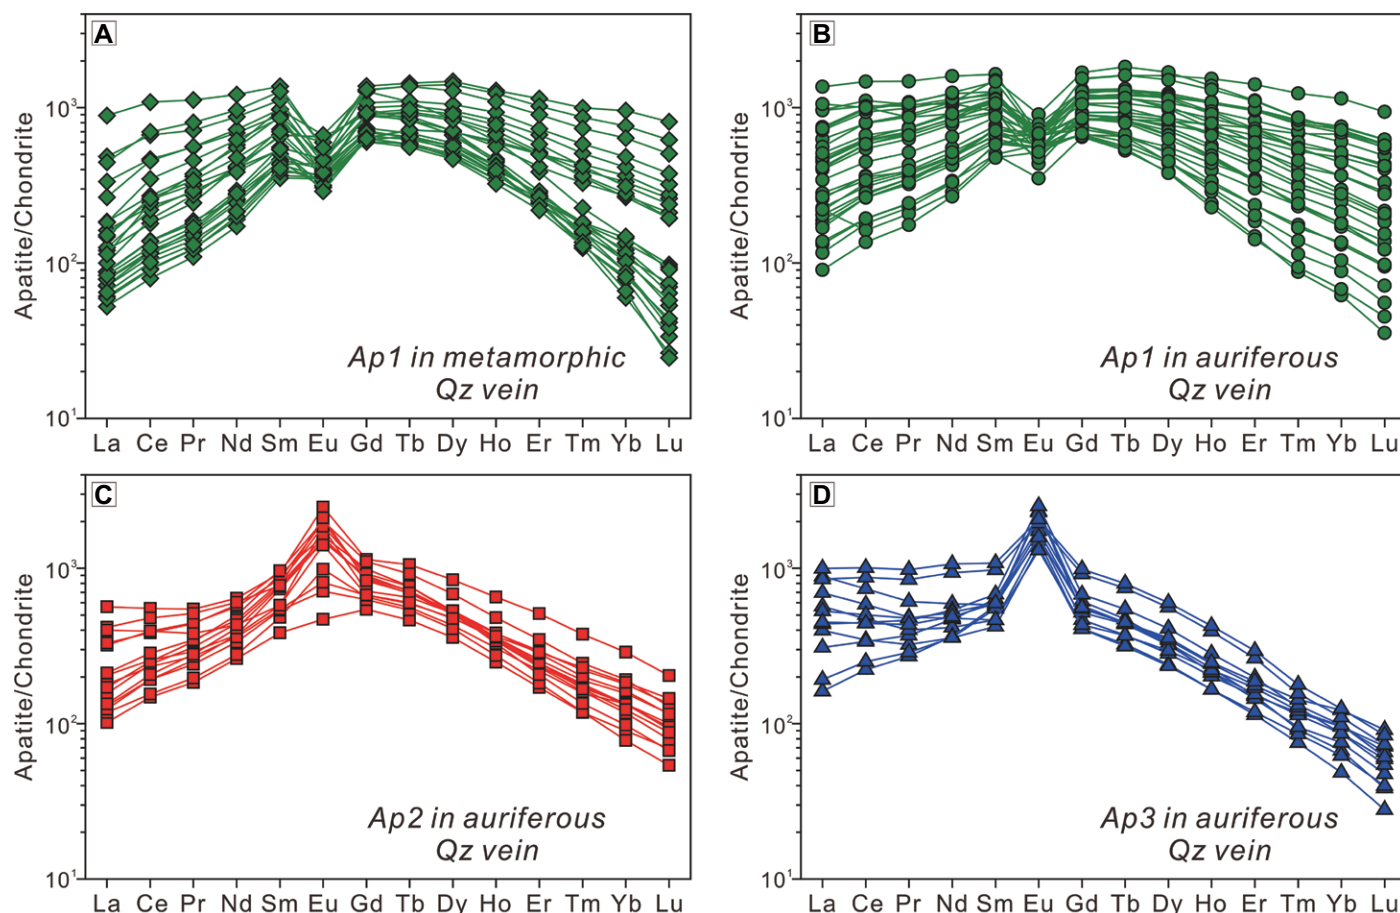 A
Apatite/Chondrite
10³
10²
10¹
Ap1 in metamorphic
Qz vein
La Ce Pr Nd Sm Eu Gd Tb Dy Ho Er Tm Yb Lu
B
Apatite/Chondrite
10³
10²
10¹
Ap1 in auriferous
Qz vein
La Ce Pr Nd Sm Eu Gd Tb Dy Ho Er Tm Yb Lu
C
Apatite/Chondrite
10³
10²
10¹
Ap2 in auriferous
Qz vein
La Ce Pr Nd Sm Eu Gd Tb Dy Ho Er Tm Yb Lu
D
Apatite/Chondrite
10³
10²
10¹
Ap3 in auriferous
Qz vein
La Ce Pr Nd Sm Eu Gd Tb Dy Ho Er Tm Yb Lu